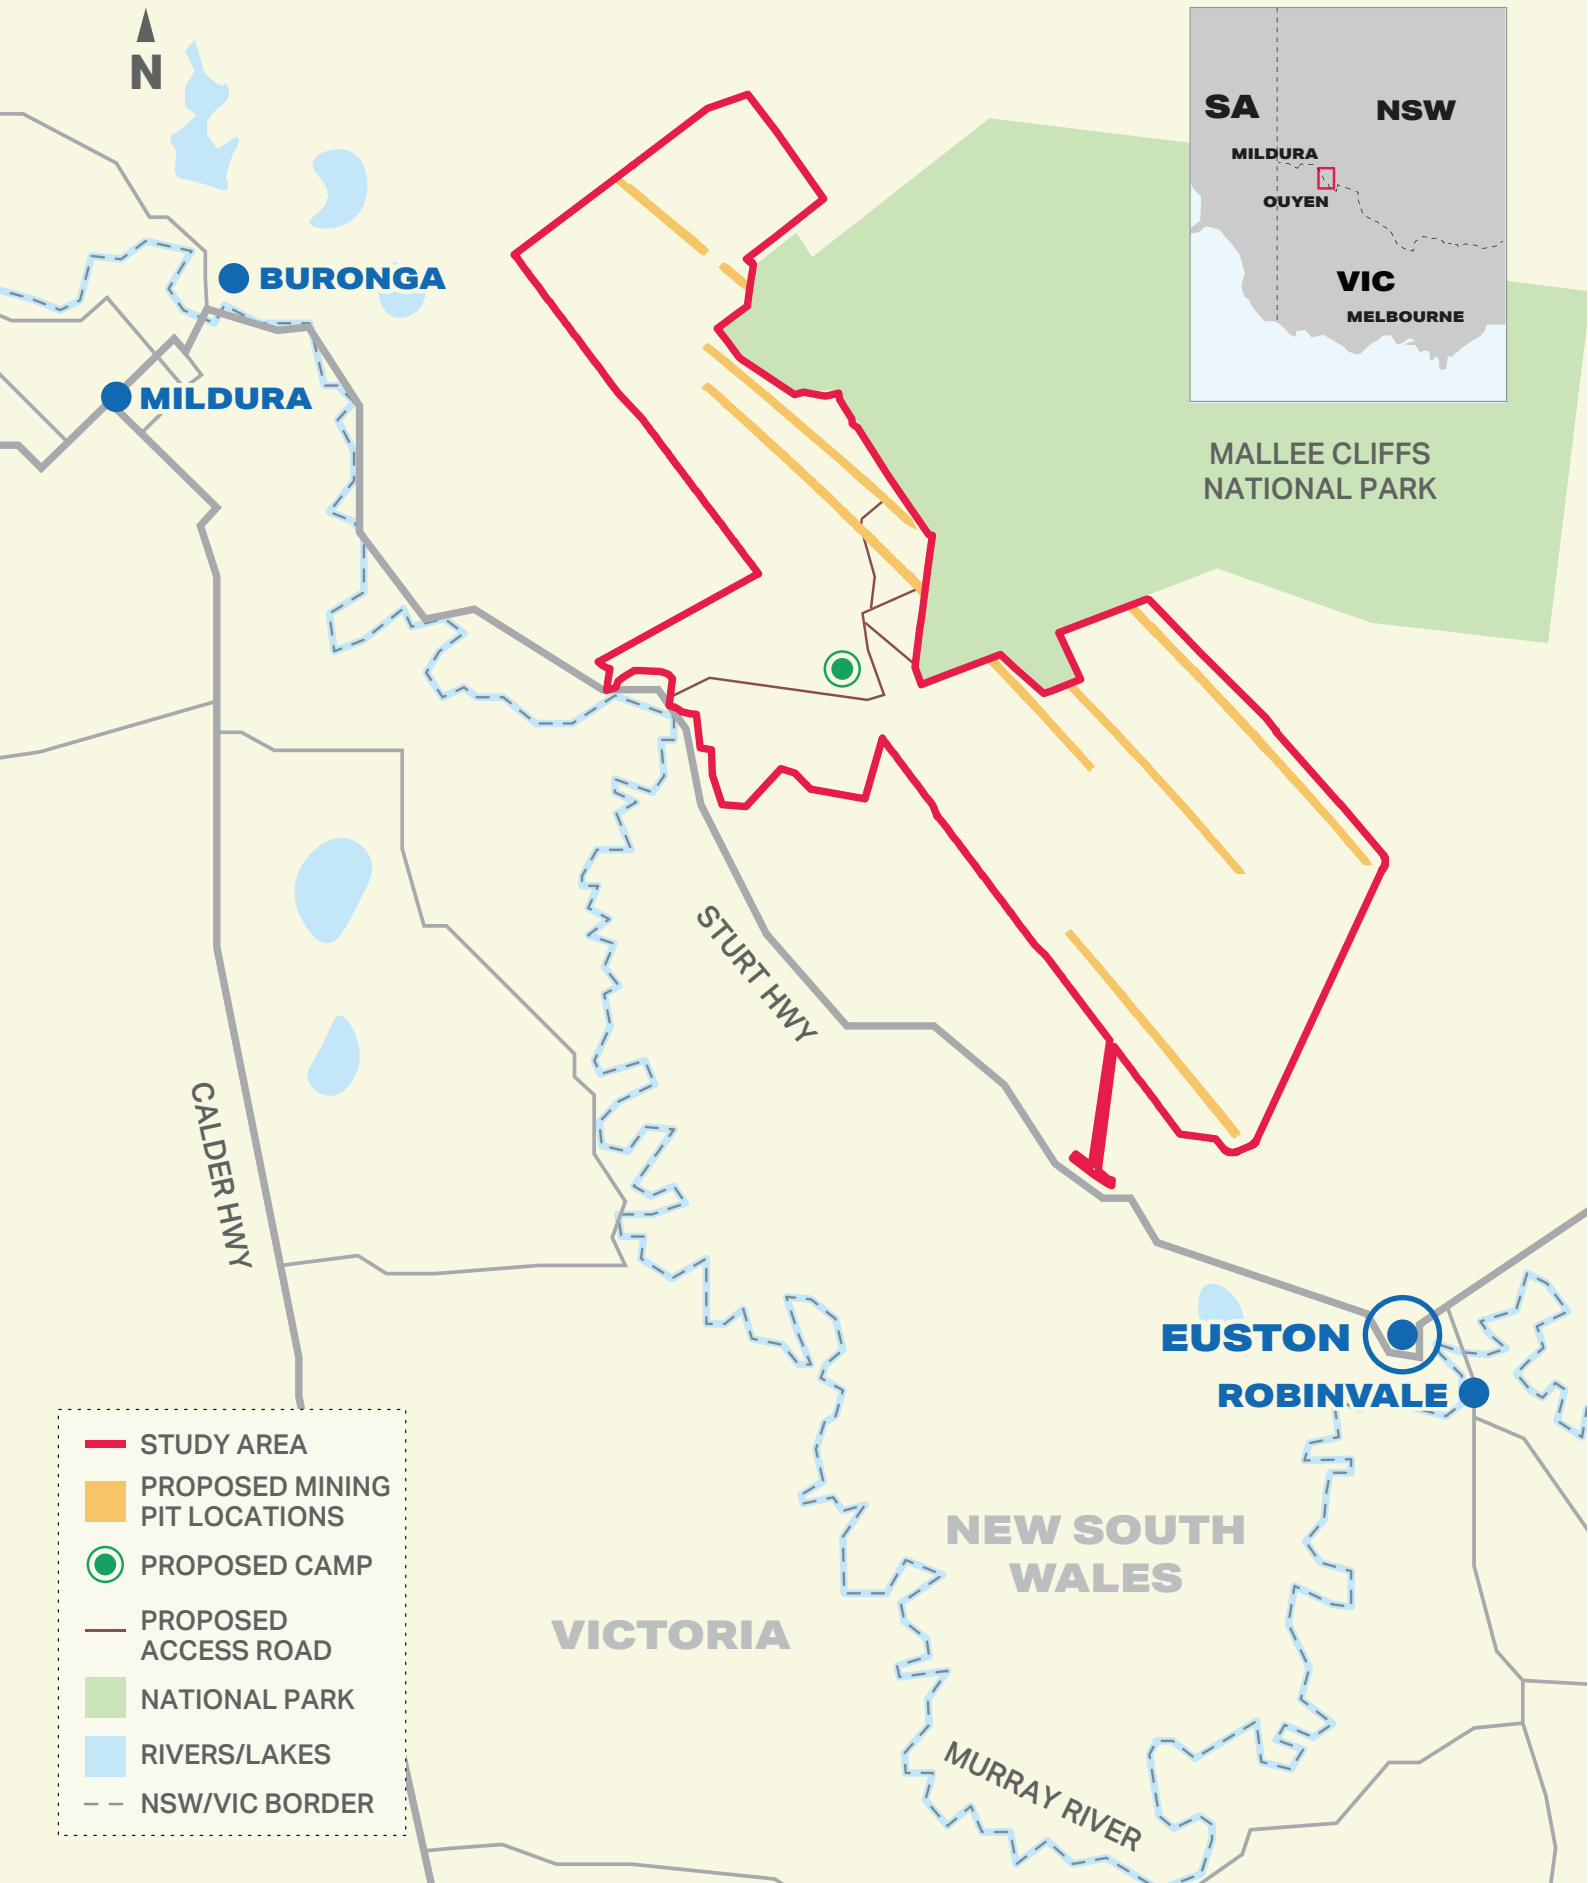 N
SA
NSW
MILDURA
OUYEN
VIC
MELBOURNE
BURONGA
MILDURA
MALLEE CLIFFS
NATIONAL PARK
STURT HWY
CALDER HWY
EUSTON
ROBINVALE
NEW SOUTH
WALES
VICTORIA
MURRAY RIVER
STUDY AREA
PROPOSED MINING
PIT LOCATIONS
PROPOSED CAMP
PROPOSED
ACCESS ROAD
NATIONAL PARK
RIVERS/LAKES
NSW/VIC BORDER